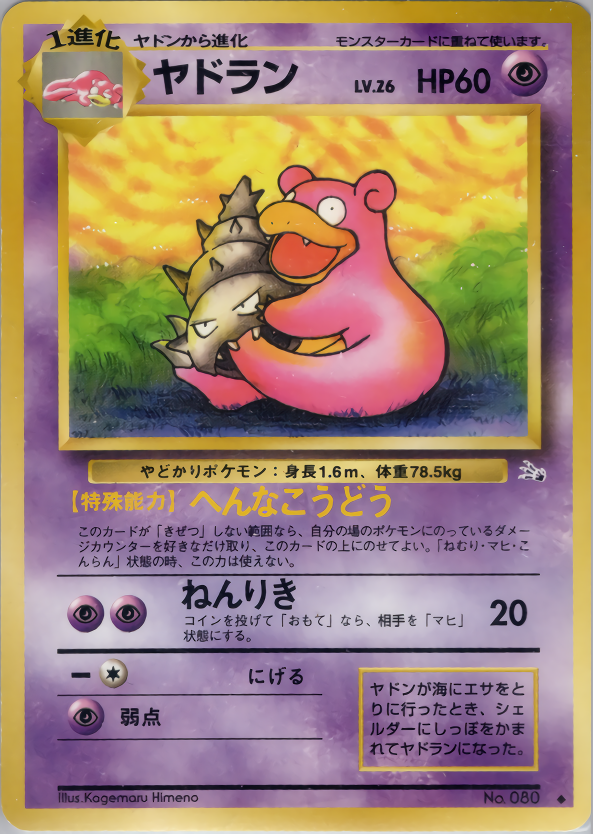 1進化 ヤドンから進化 モンスターカードに重ねて使います。
ヤドラン LV.26 HP60
やどかりポケモン：身長1.6m、体重78.5kg
【特殊能力】 へんなこうどう
このカードが「きぜつ」しない範囲なら、自分の場のポケモンにのっているダメー
ジカウンターを好きなだけ取り、このカードの上にのせてよい。「ねむり・マヒ・こ
んらん」状態の時、この力は使えない。
ねんりき 20
コインを投げて「おもて」なら、相手を「マヒ」
状態にする。
にげる
弱点
ヤドンが海にエサをと
りに行ったとき、シェ
ルダーにしっぽをかま
れてヤドランになった。
Illus.Kagemaru Himeno No. 080